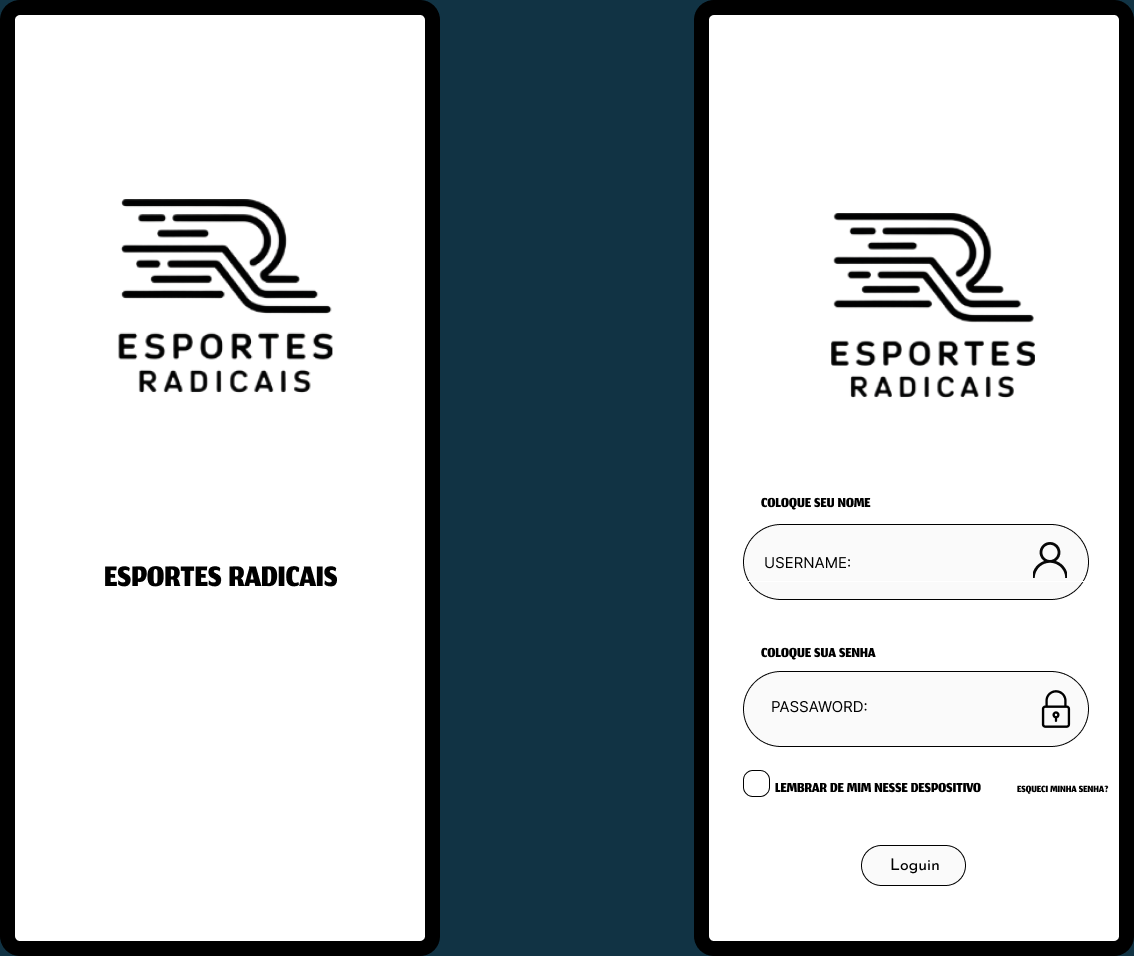 ESPORTES
RADICAIS
ESPORTES RADICAIS
ESPORTES
RADICAIS
COLOQUE SEU NOME
USERNAME:
COLOQUE SUA SENHA
PASSAWORD:
LEMBRAR DE MIM NESSE DESPOSITIVO
ESQUECI MINHA SENHA?
Loguin